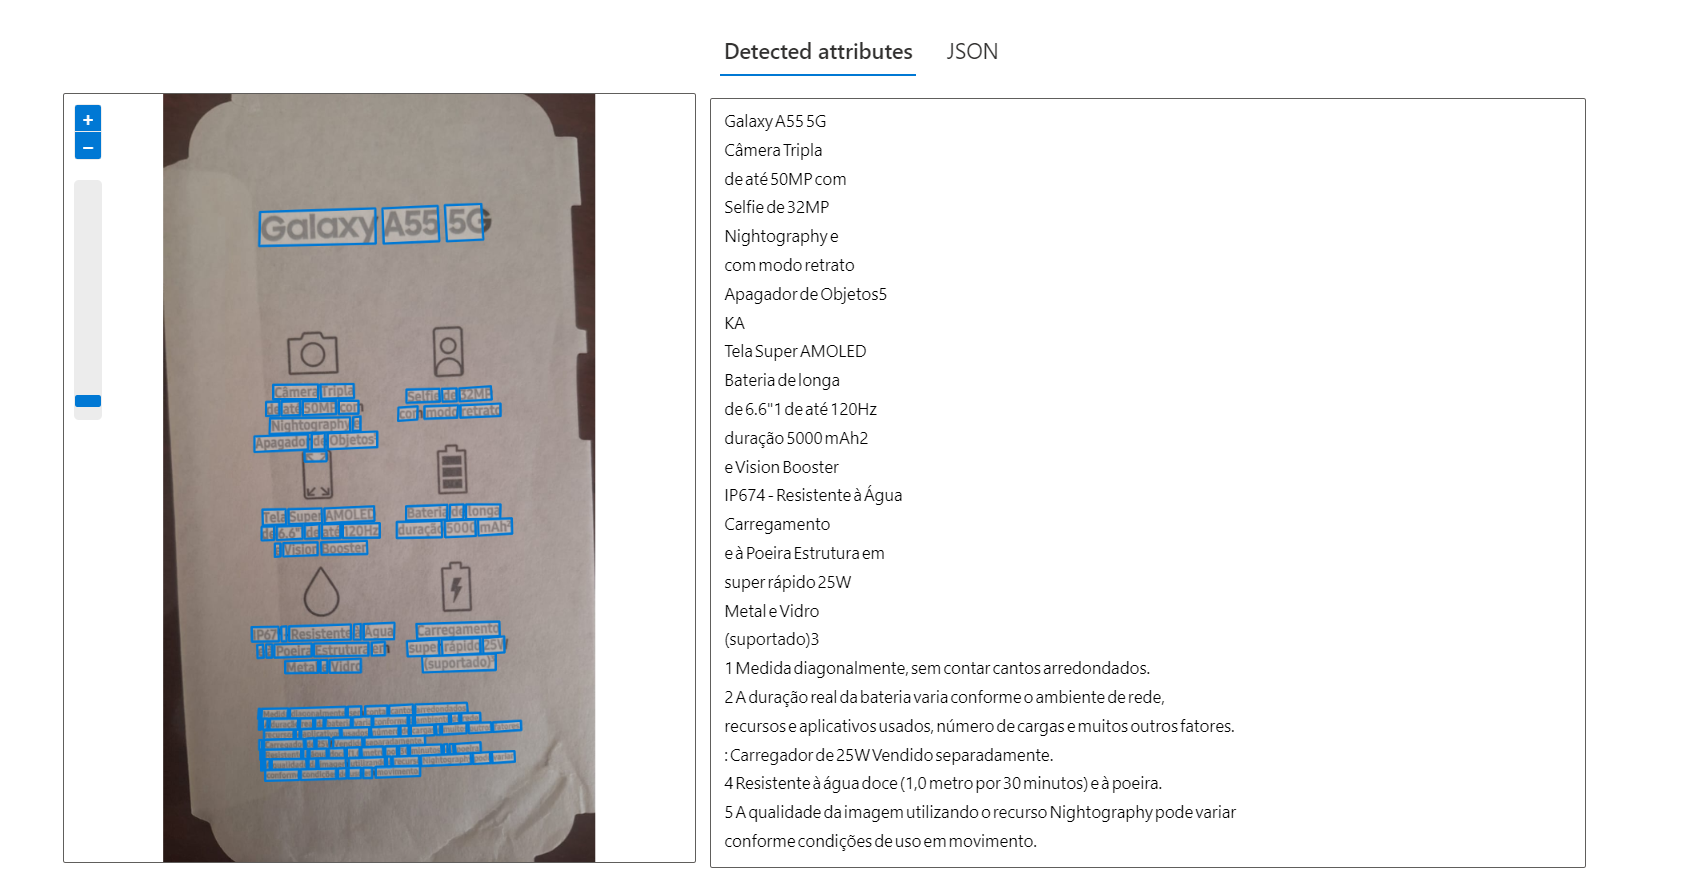 Detected attributes
JSON
+
−
Galaxy A55 5G
Câmera Tripla
de até 50MP com
Nightography e
Apagador de Objetos5
Selfie de 32MP
com modo retrato
Tela Super AMOLED
de 6.6"1 de até 120Hz
e Vision Booster
Bateria de longa
duração 5000 mAh2
IP674 - Resistente à Água
e à Poeira Estrutura em
Metal e Vidro
Carregamento
super rápido 25W
(suportado)3
Galaxy A55 5G
Câmera Tripla
de até 50MP com
Selfie de 32MP
Nightography e
com modo retrato
Apagador de Objetos5
KA
Tela Super AMOLED
Bateria de longa
de 6.6"1 de até 120Hz
duração 5000 mAh2
e Vision Booster
IP674 - Resistente à Água
Carregamento
e à Poeira Estrutura em
super rápido 25W
Metal e Vidro
(suportado)3
1 Medida diagonalmente, sem contar cantos arredondados.
2 A duração real da bateria varia conforme o ambiente de rede,
recursos e aplicativos usados, número de cargas e muitos outros fatores.
: Carregador de 25W Vendido separadamente.
4 Resistente à água doce (1,0 metro por 30 minutos) e à poeira.
5 A qualidade da imagem utilizando o recurso Nightography pode variar
conforme condições de uso em movimento.